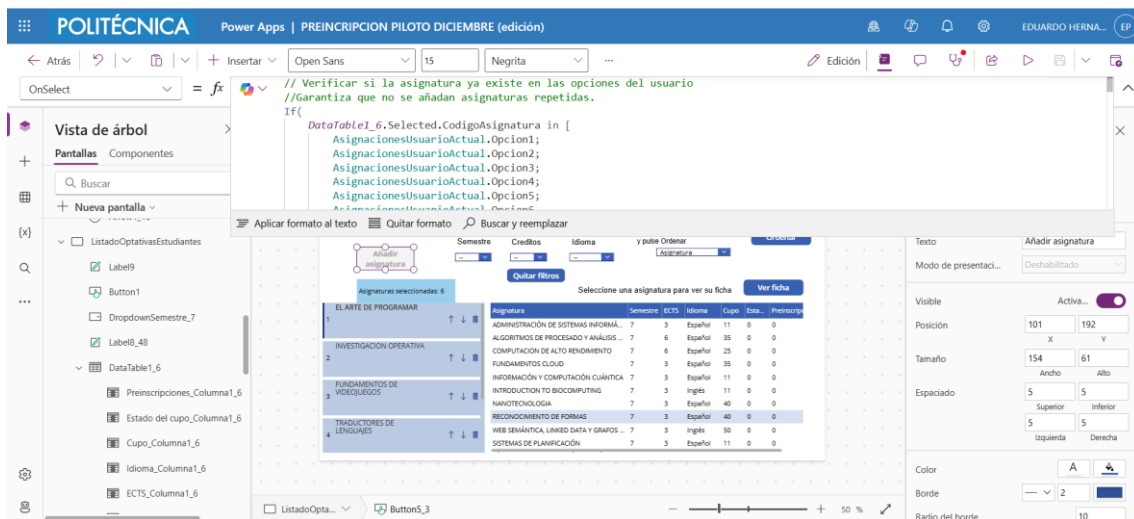 POLITÉCNICA
Power Apps | PREINCRIPCION PILOTO DICIEMBRE (edición)
EDUARDO HERNA... EP
Atrás
Insertar
Open Sans
15
Negrita
...
Edición
OnSelect
= fx
// Verificar si la asignatura ya existe en las opciones del usuario
//Garantiza que no se añadan asignaturas repetidas.
If(
DataTable1_6.Selected.CodigoAsignatura in [
AsignacionesUsuarioActual.Opcion1;
AsignacionesUsuarioActual.Opcion2;
AsignacionesUsuarioActual.Opcion3;
AsignacionesUsuarioActual.Opcion4;
AsignacionesUsuarioActual.Opcion5;
AsignacionesUsuarioActual.Opcion6
Aplicar formato al texto Quitar formato Buscar y reemplazar
Vista de árbol
Pantallas Componentes
Buscar
+ Nueva pantalla
ListadoOptativasEstudiantes
Label9
Button1
DropdownSemestre_7
Label8_48
DataTable1_6
Preinscripciones_Columna1_6
Estado del cupo_Columna1_6
Cupo_Columna1_6
Idioma_Columna1_6
ECTS_Columna1_6
Añadir
asignatura
Semestre Creditos Idioma y pulse Ordenar
Ordenar
Asignatura
Quitar filtros
Asignaturas seleccionadas: 6
Seleccione una asignatura para ver su ficha
Ver ficha
EL ARTE DE PROGRAMAR
1
INVESTIGACION OPERATIVA
2
FUNDAMENTOS DE
3 VIDEOJUEGOS
TRADUCTORES DE
4 LENGUAJES
Asignatura Semestre ECTS Idioma Cupo Esta... Preinscrip
ADMINISTRACIÓN DE SISTEMAS INFORMÁ... 7 3 Español 11 0 0
ALGORITMOS DE PROCESADO Y ANÁLISIS ... 7 6 Español 35 0 0
COMPUTACION DE ALTO RENDIMIENTO 7 6 Español 25 0 0
FUNDAMENTOS CLOUD 7 3 Español 35 0 0
INFORMACIÓN Y COMPUTACIÓN CUÁNTICA 7 3 Español 11 0 0
INTRODUCTION TO BIOCOMPUTING 7 3 Inglés 11 0 0
NANOTECNOLOGIA 7 3 Español 40 0 0
RECONOCIMIENTO DE FORMAS 7 3 Español 40 0 0
WEB SEMÁNTICA, LINKED DATA Y GRAFOS ... 7 3 Inglés 50 0 0
SISTEMAS DE PLANIFICACIÓN 7 3 Español 11 0 0
ListadoOpta... Button5_3
50 %
Texto Añadir asignatura
Modo de presentaci... Deshabilitado
Visible Activa...
Posición 101 192
X Y
Tamaño 154 61
Ancho Alto
Espaciado 5 5
Superior Inferior
5 5
Izquierda Derecha
Color A
Borde 2
Radio del borde 10